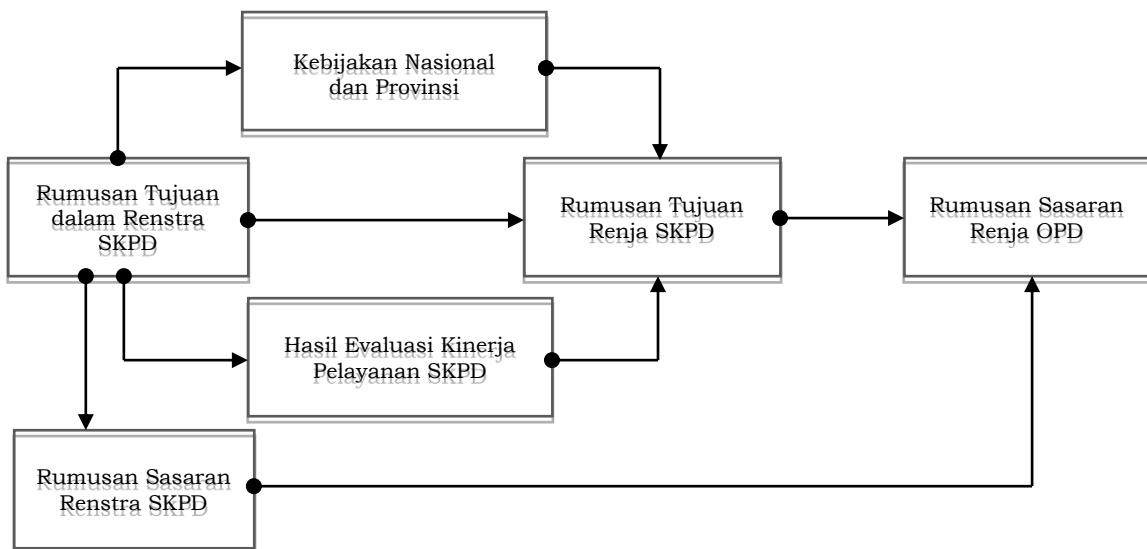 Kebijakan Nasional
dan Provinsi
Rumusan Tujuan
dalam Renstra
SKPD
Rumusan Tujuan
Renja SKPD
Rumusan Sasaran
Renja OPD
Hasil Evaluasi Kinerja
Pelayanan SKPD
Rumusan Sasaran
Renstra SKPD